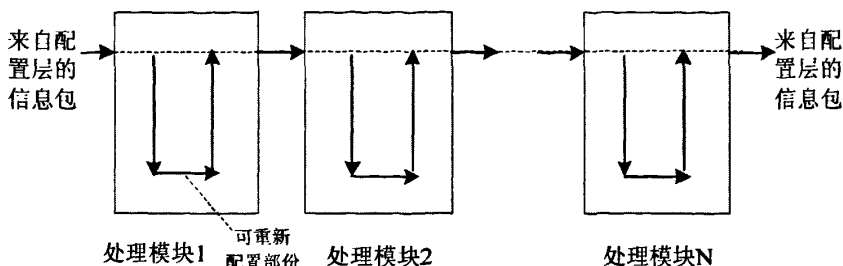 来自配
置层的
信息包
来自配
置层的
信息包
处理模块1
可重新
配置部份
处理模块2
处理模块N